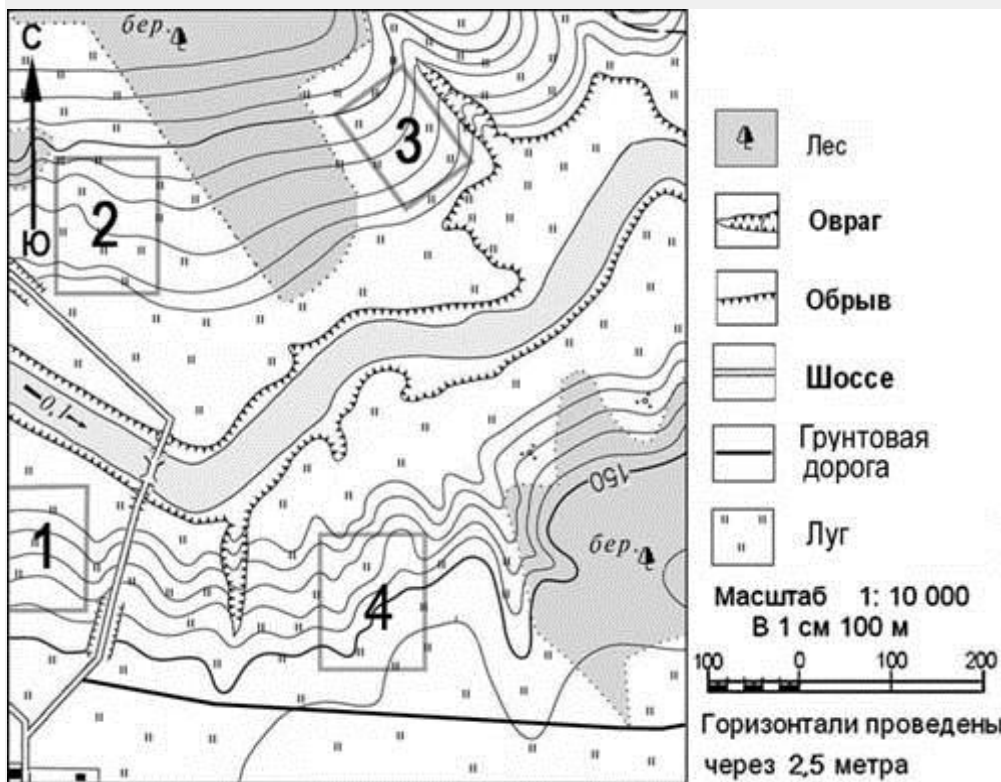 бер.
С
3
2
Ю
0,1
1
150
бер.
4
Лес
Овраг
Обрыв
Шоссе
Грунтовая
дорога
Луг
Масштаб 1: 10 000
В 1 см 100 м
100 0 100 200
Горизонтали проведены
через 2,5 метра